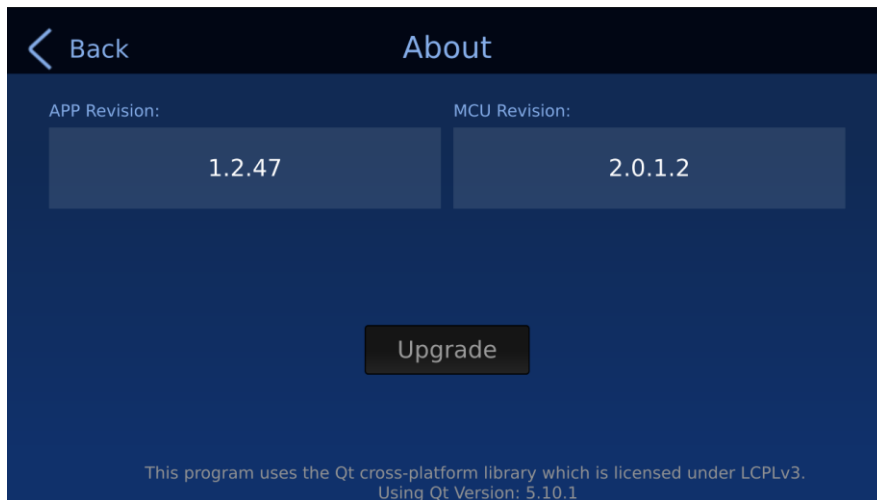 Back
About
APP Revision:
MCU Revision:
1.2.47
2.0.1.2
Upgrade
This program uses the Qt cross-platform library which is licensed under LCPLv3.
Using Qt Version: 5.10.1